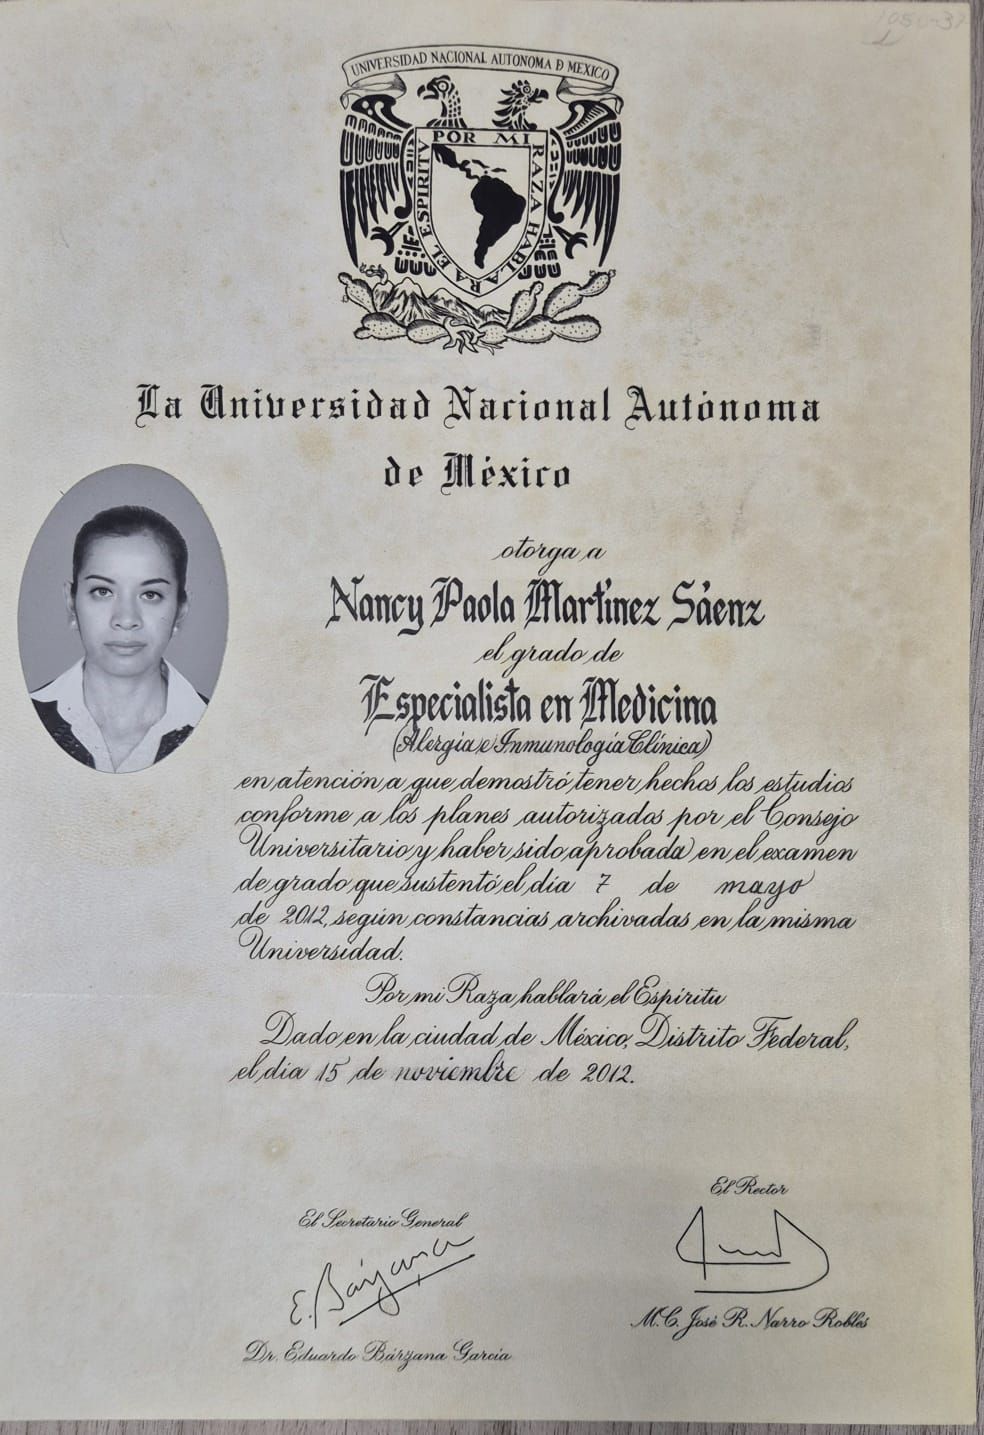 UNIVERSIDAD NACIONAL AUTONOMA D MEXICO
POR MI RAZA HABLARA EL ESPIRITV
La Universidad Nacional Autónoma
de México
otorga a
Nancy Paola Martínez Sáenz
el grado de
Especialista en Medicina
(Alergia e Inmunología Clínica)
en atención a que demostró tener hechos los estudios
conforme a los planes autorizados por el Consejo
Universitario y haber sido aprobada en el examen
de grado que sustentó el día 7 de mayo
de 2012, según constancias archivadas en la misma
Universidad.
Por mi Raza hablará el Espíritu
Dado en la ciudad de México, Distrito Federal,
el día 15 de noviembre de 2012.
El Rector
El Secretario General
E. Bárzana
M.C. José R. Narro Robles
Dr. Eduardo Bárzana García